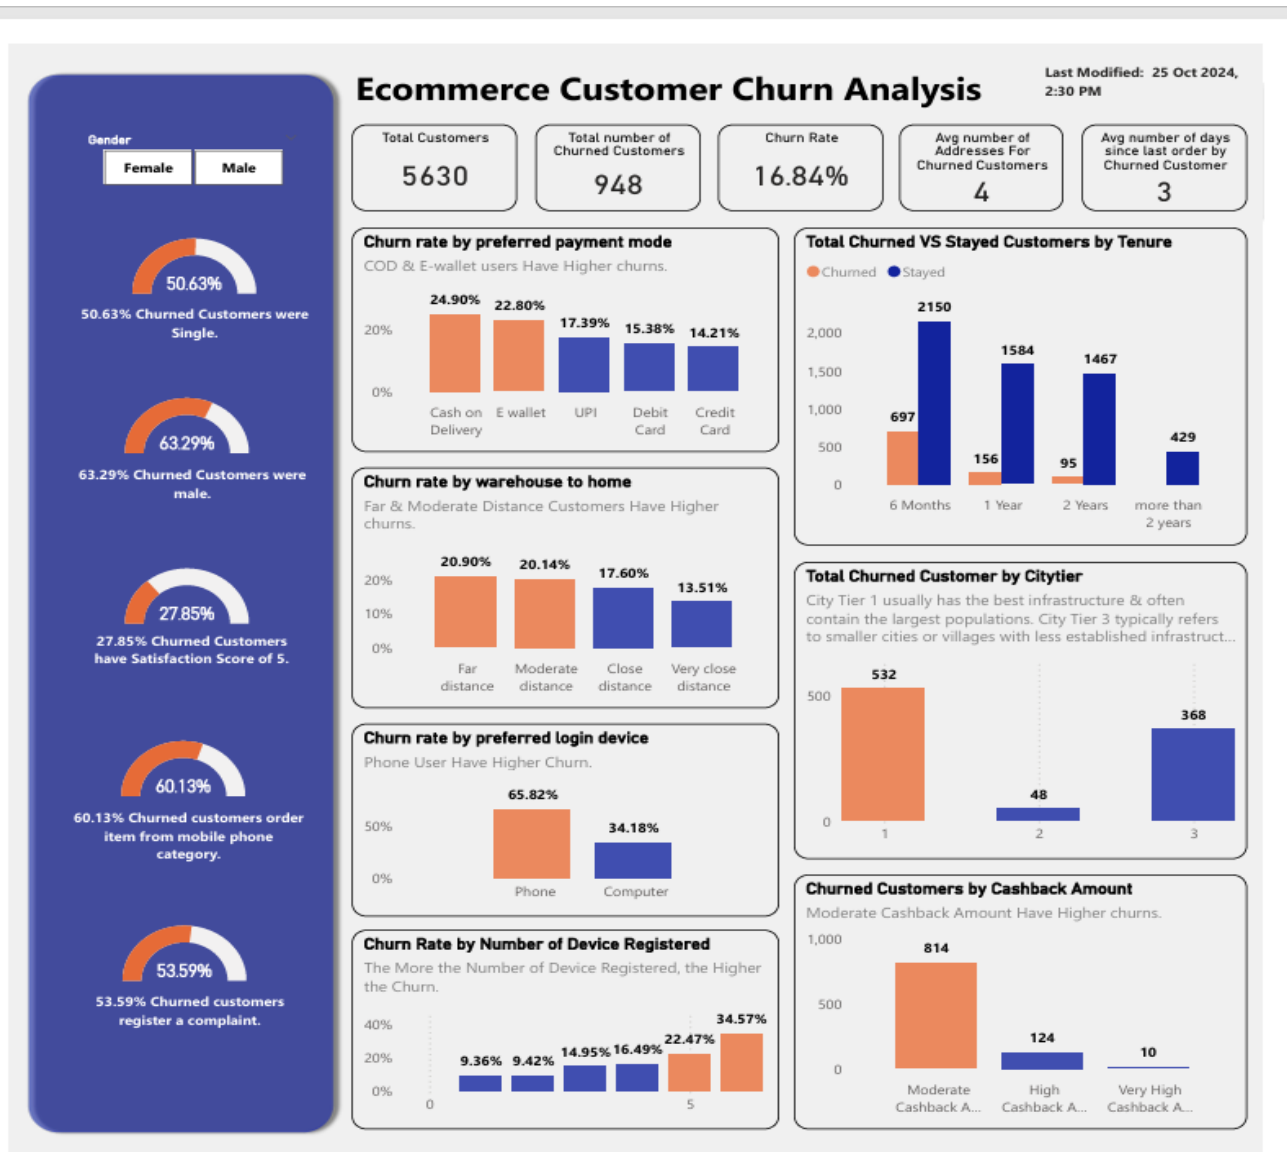 Ecommerce Customer Churn Analysis
Last Modified: 25 Oct 2024,
2:30 PM
Gender
Female
Male
50.63%
50.63% Churned Customers were
Single.
63.29%
63.29% Churned Customers were
male.
27.85%
27.85% Churned Customers
have Satisfaction Score of 5.
60.13%
60.13% Churned customers order
item from mobile phone
category.
53.59%
53.59% Churned customers
register a complaint.
Total Customers
5630
Total number of
Churned Customers
948
Churn Rate
16.84%
Avg number of
Addresses For
Churned Customers
4
Avg number of days
since last order by
Churned Customer
3
Churn rate by preferred payment mode
COD & E-wallet users Have Higher churns.
24.90% 22.80% 17.39% 15.38% 14.21%
20%
0%
Cash on E wallet UPI Debit Credit
Delivery Card Card
Churn rate by warehouse to home
Far & Moderate Distance Customers Have Higher
churns.
20.90% 20.14% 17.60% 13.51%
20%
10%
0%
Far Moderate Close Very close
distance distance distance distance
Churn rate by preferred login device
Phone User Have Higher Churn.
65.82%
34.18%
50%
0%
Phone Computer
Churn Rate by Number of Device Registered
The More the Number of Device Registered, the Higher
the Churn.
40%
20%
0%
9.36% 9.42% 14.95% 16.49% 22.47% 34.57%
0 5
Total Churned VS Stayed Customers by Tenure
Churned Stayed
2,000
1,500
1,000
500
0
697 2150 156 1584 95 1467 429
6 Months 1 Year 2 Years more than
2 years
Total Churned Customer by Citytier
City Tier 1 usually has the best infrastructure & often
contain the largest populations. City Tier 3 typically refers
to smaller cities or villages with less established infrastruct...
500
0
532 48 368
1 2 3
Churned Customers by Cashback Amount
Moderate Cashback Amount Have Higher churns.
1,000
500
0
814 124 10
Moderate High Very High
Cashback A... Cashback A... Cashback A...